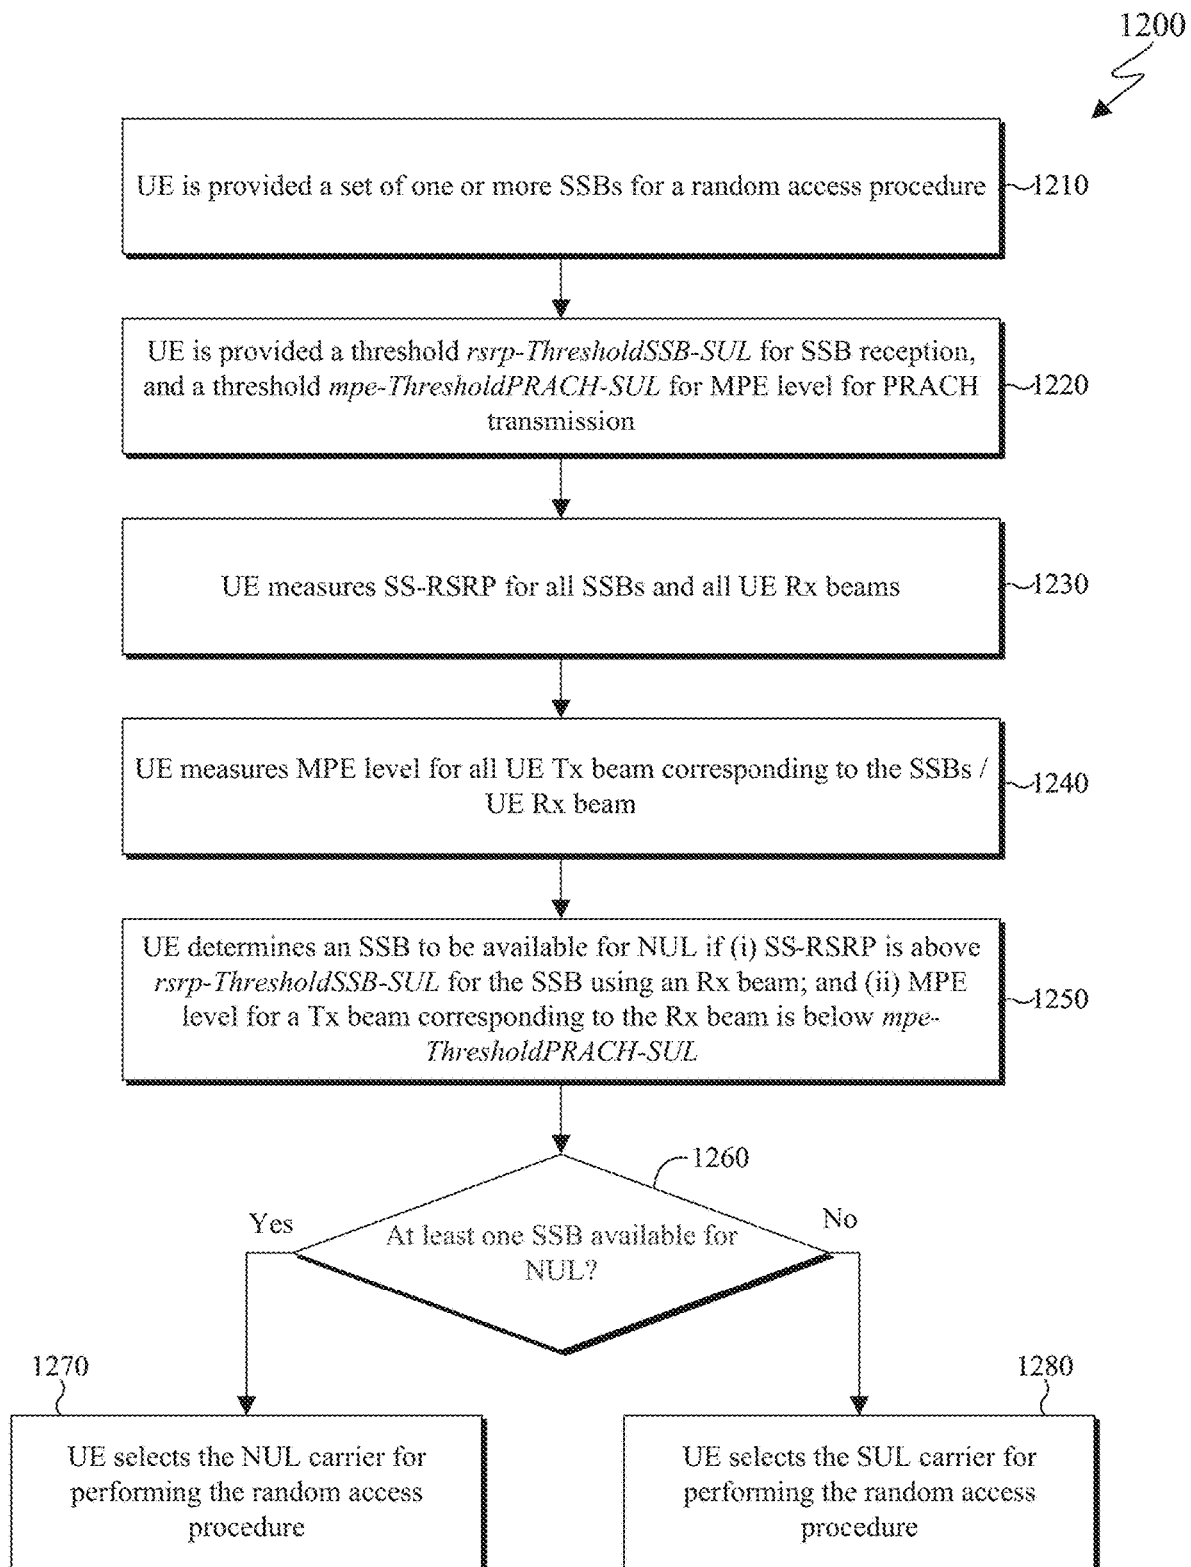 1200
UE is provided a set of one or more SSBs for a random access procedure
1210
UE is provided a threshold rsrp-ThresholdSSB-SUL for SSB reception,
and a threshold mpe-ThresholdPRACH-SUL for MPE level for PRACH
transmission
1220
UE measures SS-RSRP for all SSBs and all UE Rx beams
1230
UE measures MPE level for all UE Tx beam corresponding to the SSBs /
UE Rx beam
1240
UE determines an SSB to be available for NUL if (i) SS-RSRP is above
rsrp-ThresholdSSB-SUL for the SSB using an Rx beam; and (ii) MPE
level for a Tx beam corresponding to the Rx beam is below mpe-
ThresholdPRACH-SUL
1250
1260
Yes
No
At least one SSB available for
NUL?
1270
1280
UE selects the NUL carrier for
performing the random access
procedure
UE selects the SUL carrier for
performing the random access
procedure